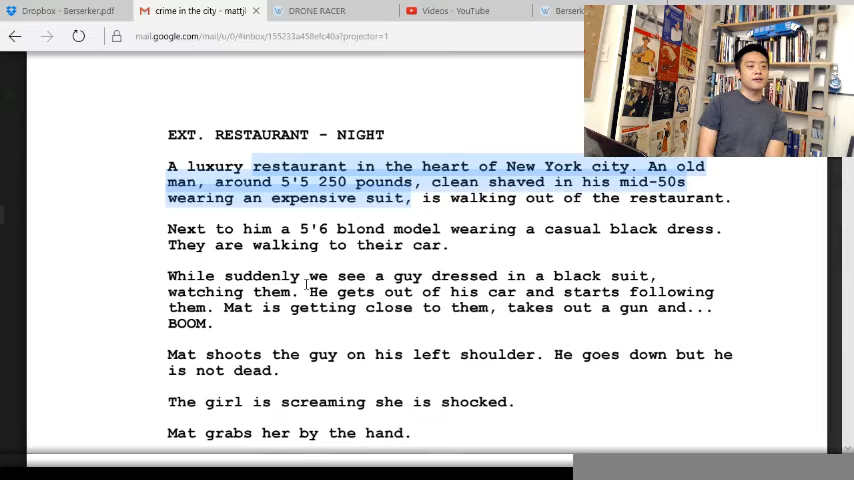 Dropbox - Berserker.pdf
crime in the city - mattj
DRONE RACER
Videos - YouTube
Berserk
mail.google.com/mail/u/0/#inbox/155233a458efc40a?projector=1
EXT. RESTAURANT - NIGHT
A luxury restaurant in the heart of New York city. An old
man, around 5'5 250 pounds, clean shaved in his mid-50s
wearing an expensive suit, is walking out of the restaurant.
Next to him a 5'6 blond model wearing a casual black dress.
They are walking to their car.
While suddenly we see a guy dressed in a black suit,
watching them. He gets out of his car and starts following
them. Mat is getting close to them, takes out a gun and...
BOOM.
Mat shoots the guy on his left shoulder. He goes down but he
is not dead.
The girl is screaming she is shocked.
Mat grabs her by the hand.